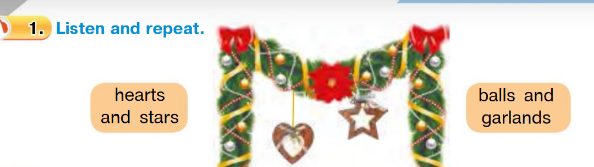 1. Listen and repeat.
hearts
and stars
balls and
garlands